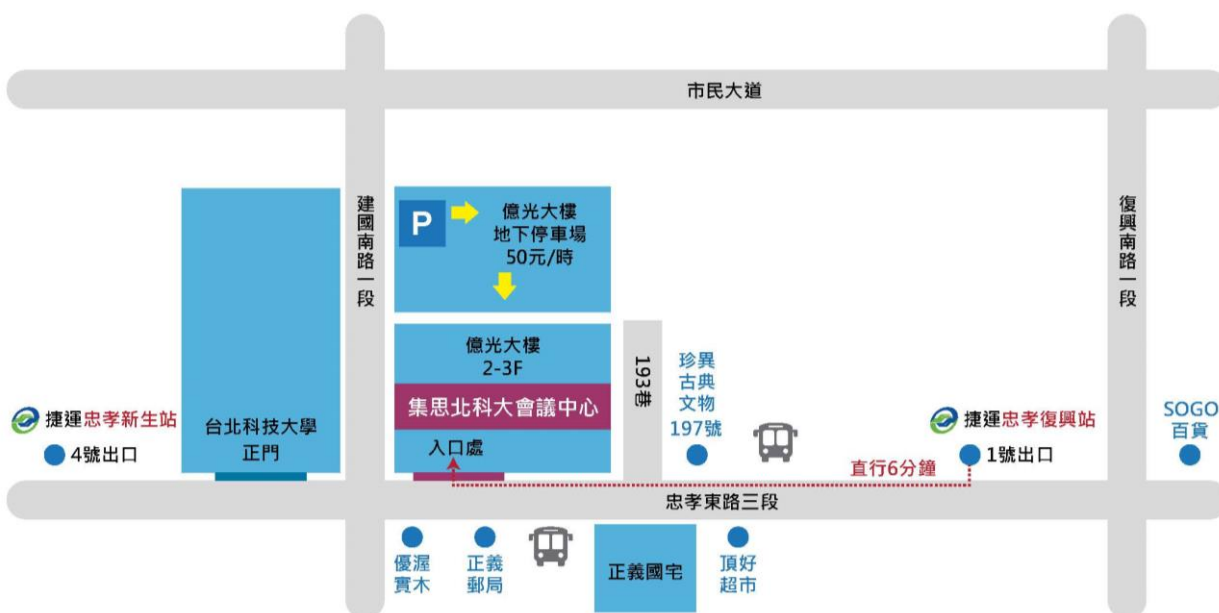 市民大道
建國南路一段
復興南路一段
P
億光大樓
地下停車場
50元/時
億光大樓
2-3F
集思北科大會議中心
入口處
193巷
珍異
古典
文物
197號
捷運忠孝新生站
4號出口
台北科技大學
正門
捷運忠孝復興站
1號出口
SOGO
百貨
直行6分鐘
忠孝東路三段
優渥
實木
正義
郵局
正義國宅
頂好
超市